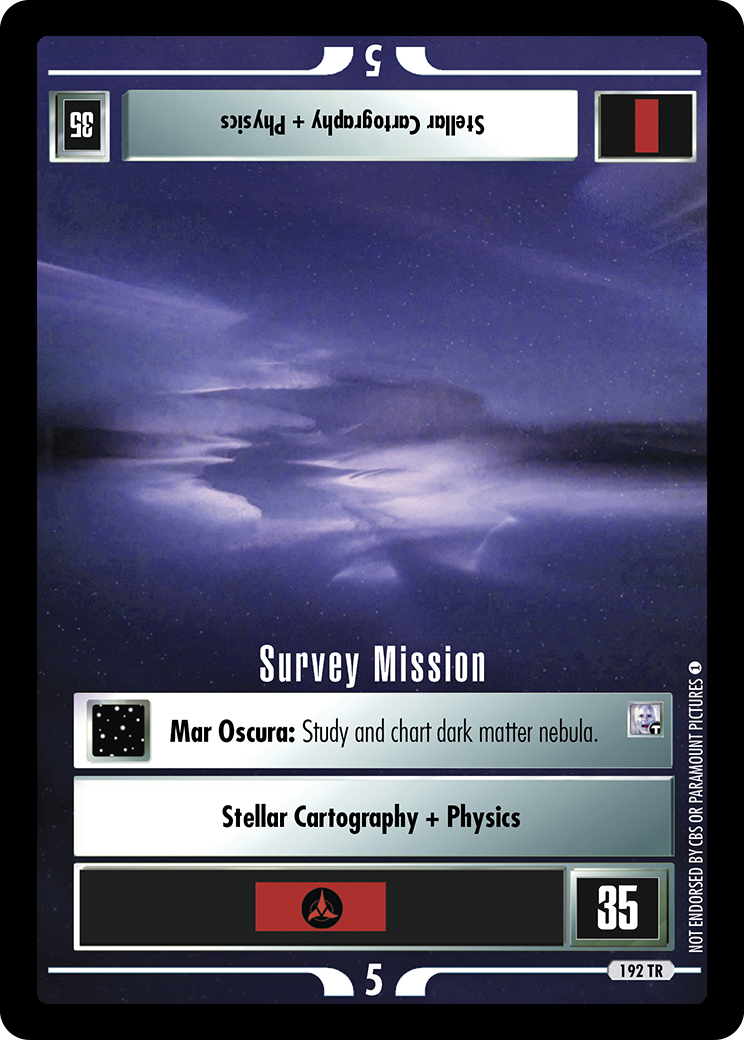 5
35
Stellar Cartography + Physics
Survey Mission
Mar Oscura: Study and chart dark matter nebula.
T
Stellar Cartography + Physics
35
192 TR
5
NOT ENDORSED BY CBS OR PARAMOUNT PICTURES 1